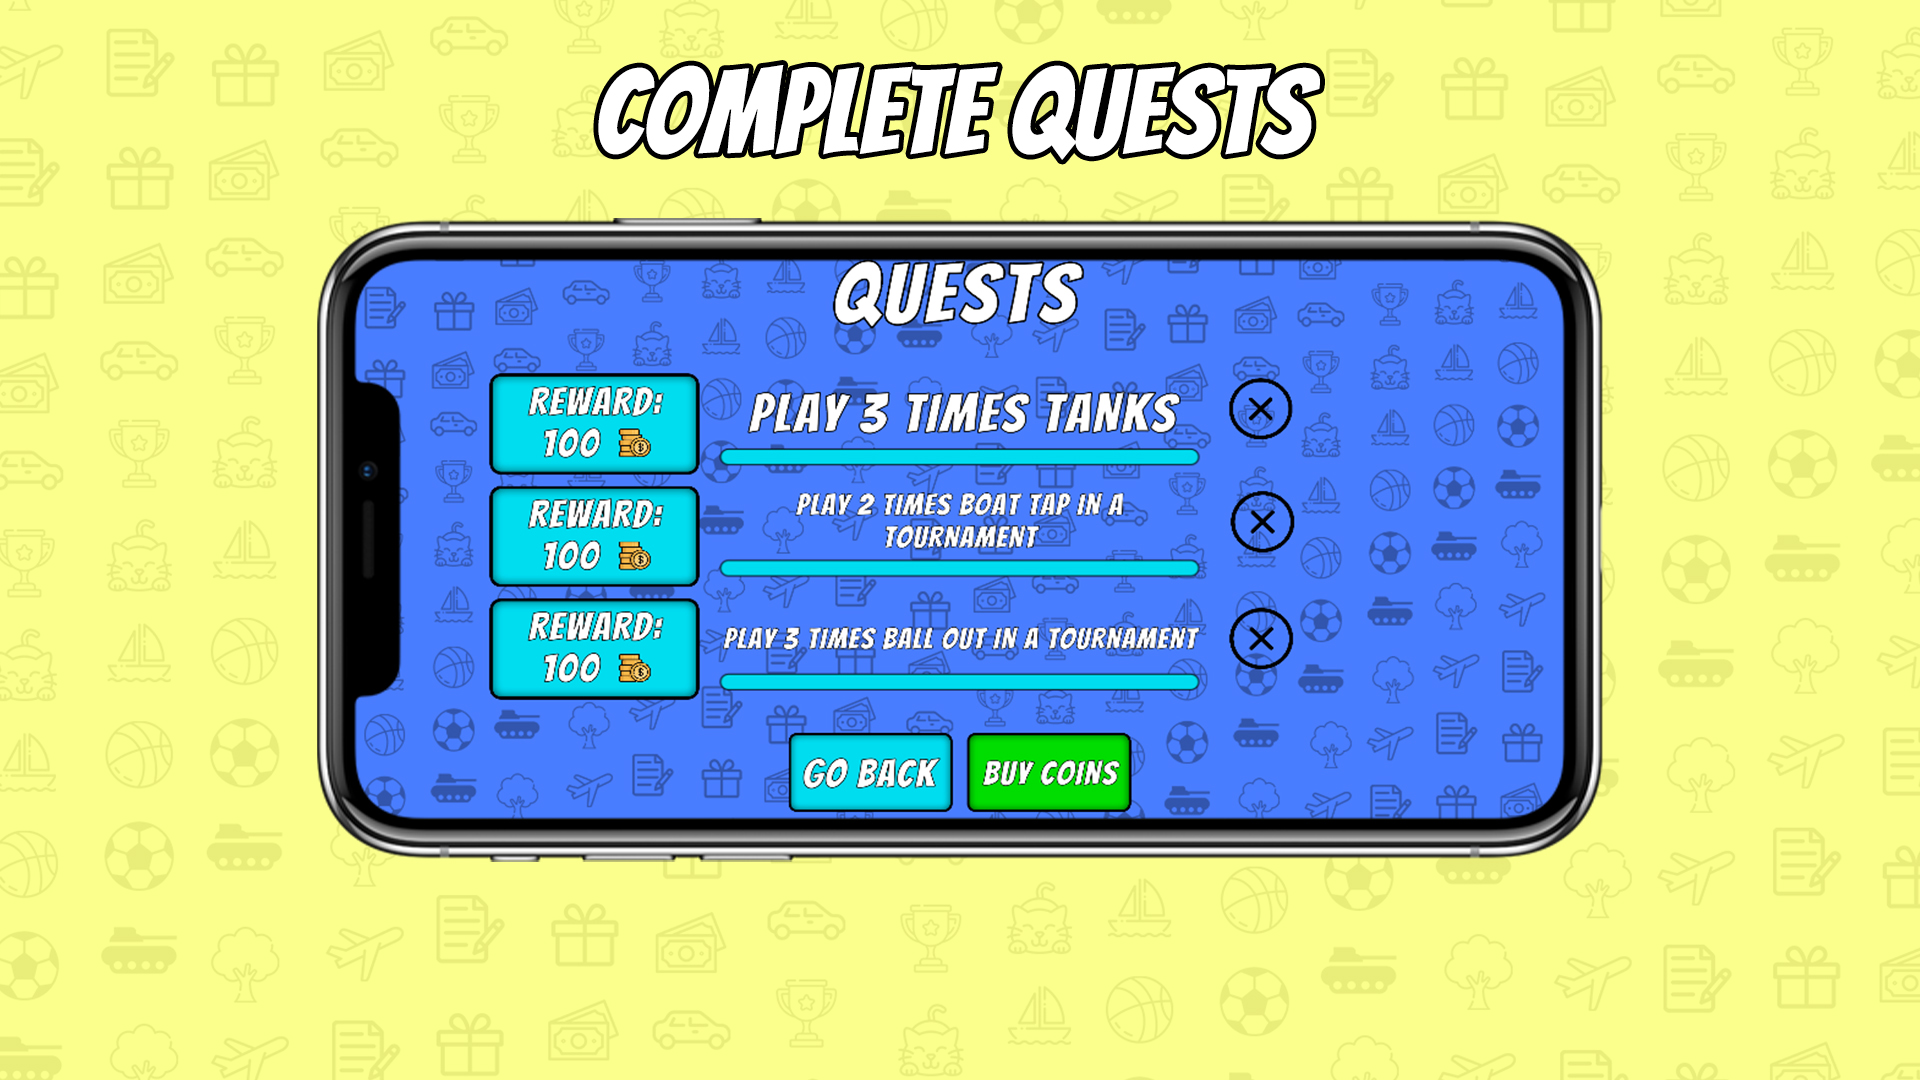 COMPLETE QUESTS
QUESTS
REWARD:
100
PLAY 3 TIMES TANKS
REWARD:
100
PLAY 2 TIMES BOAT TAP IN A
TOURNAMENT
REWARD:
100
PLAY 3 TIMES BALL OUT IN A TOURNAMENT
GO BACK
BUY COINS